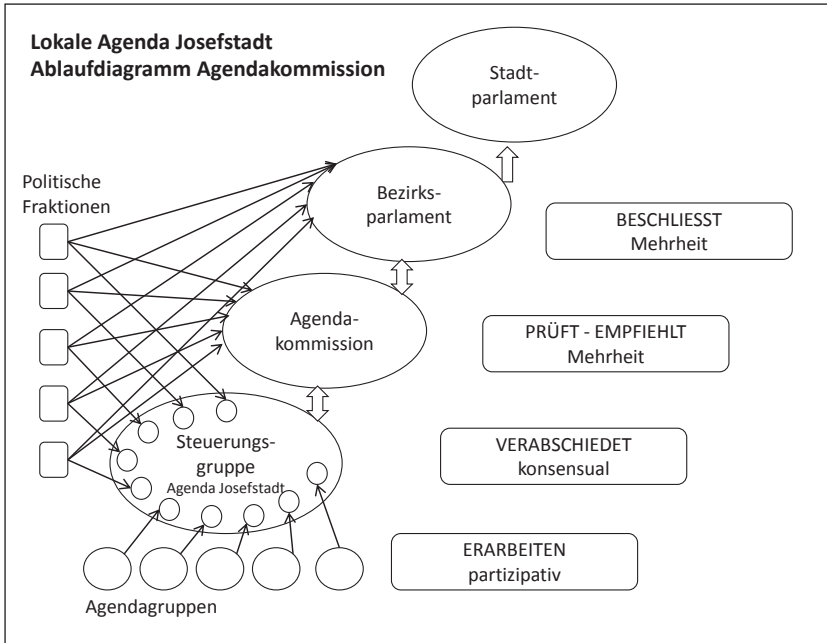 Lokale Agenda Josefstadt
Ablaufdiagramm Agendakommission
Stadt-
parlament
Politische
Fraktionen
Bezirks-
parlament
BESCHLIESST
Mehrheit
Agenda-
kommission
PRÜFT - EMPFIEHLT
Mehrheit
Steuerungs-
gruppe
Agenda Josefstadt
VERABSCHIEDET
konsensual
ERARBEITEN
partizipativ
Agendagruppen